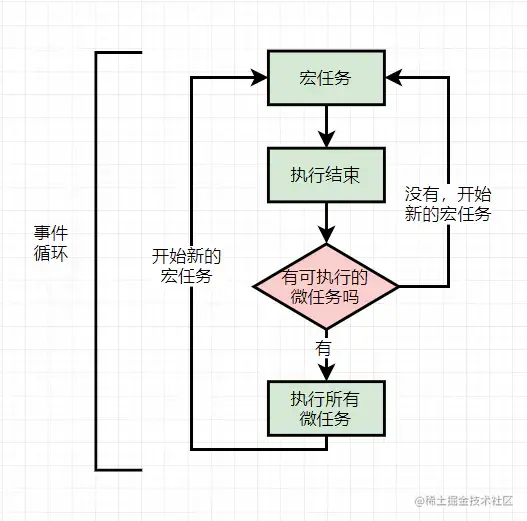 宏任务
执行结束
没有，开始
新的宏任务
事件
循环
开始新的
宏任务
有可执行的
微任务吗
有
执行所有
微任务
@稀土掘金技术社区